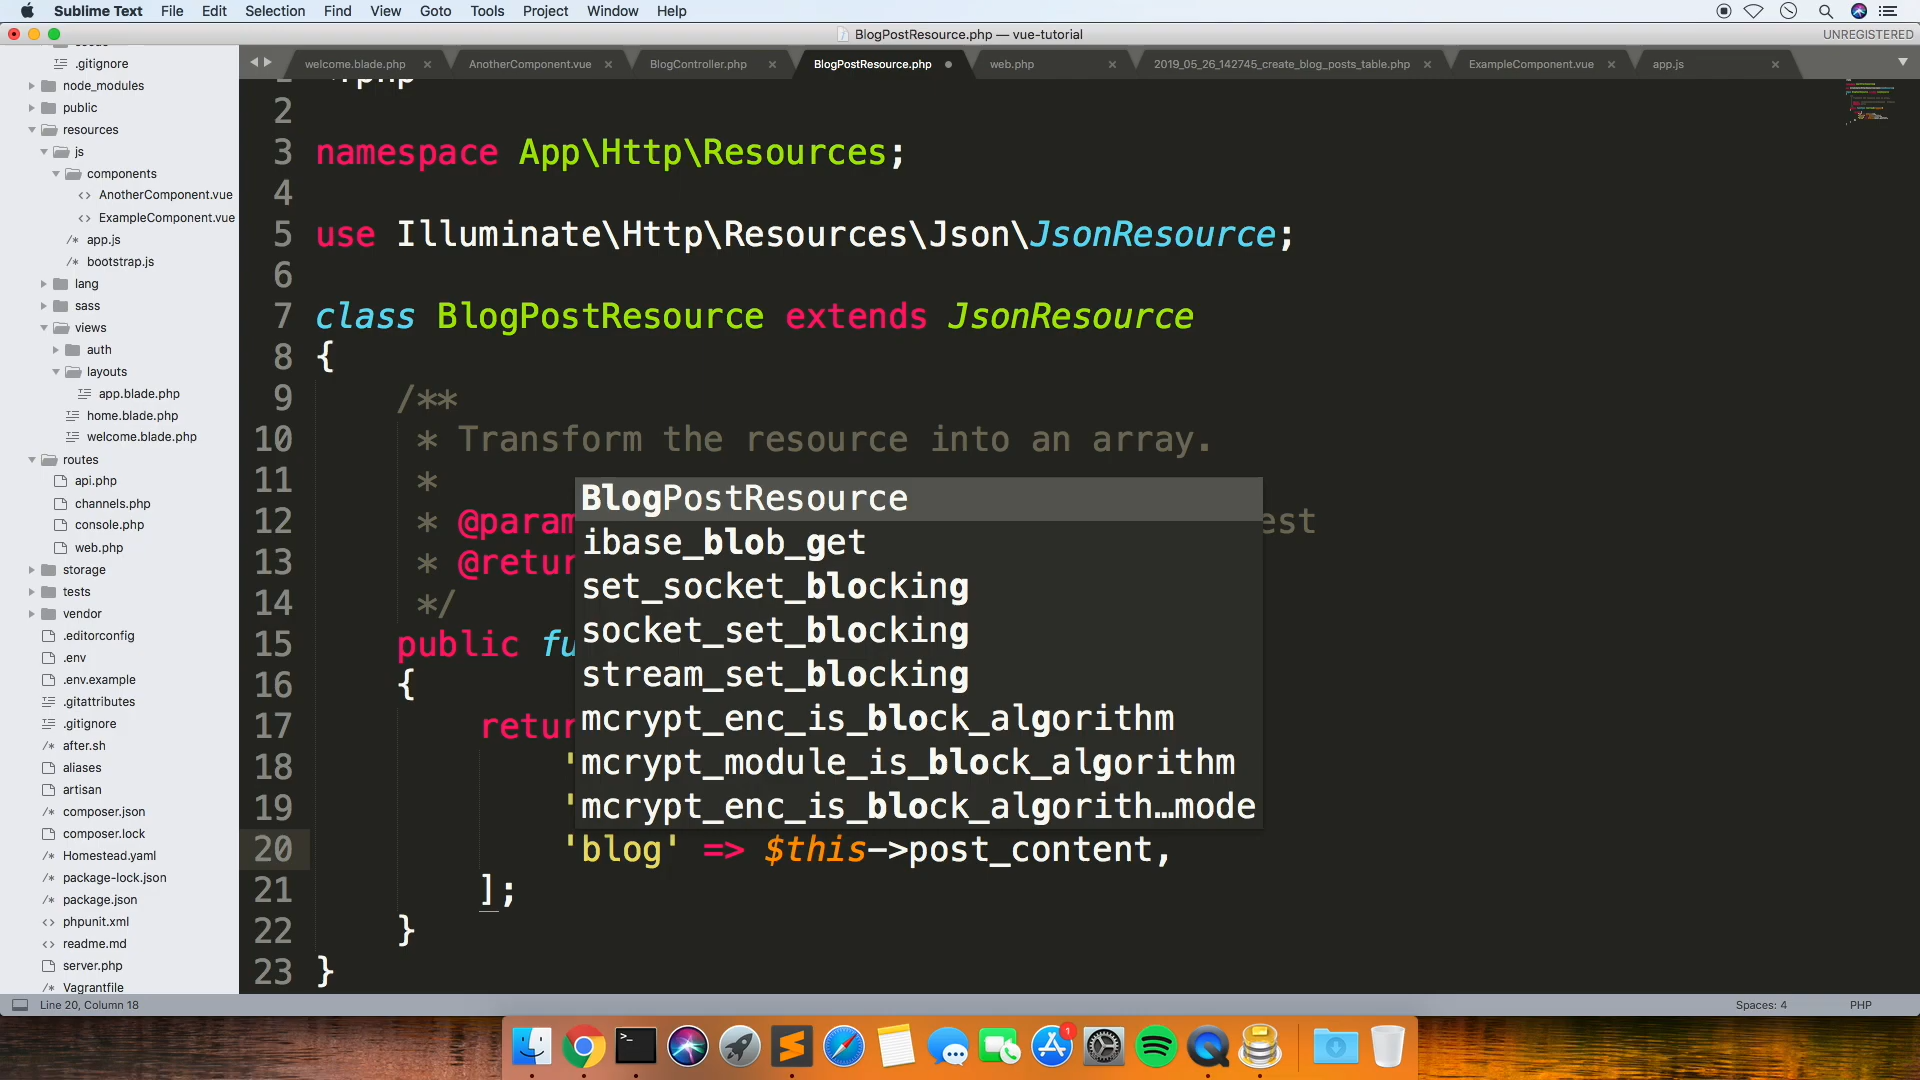 Sublime Text File Edit Selection Find View Goto Tools Project Window Help
BlogPostResource.php — vue-tutorial
UNREGISTERED
welcome.blade.php
AnotherComponent.vue
BlogController.php
BlogPostResource.php
web.php
2019_05_26_142745_create_blog_posts_table.php
ExampleComponent.vue
app.js
.gitignore
node_modules
public
resources
js
components
AnotherComponent.vue
ExampleComponent.vue
app.js
bootstrap.js
lang
sass
views
auth
layouts
app.blade.php
home.blade.php
welcome.blade.php
routes
api.php
channels.php
console.php
web.php
storage
tests
vendor
.editorconfig
.env
.env.example
.gitattributes
.gitignore
after.sh
aliases
artisan
composer.json
composer.lock
Homestead.yaml
package-lock.json
package.json
phpunit.xml
readme.md
server.php
Vagrantfile
2
3 namespace App\Http\Resources;
4
5 use Illuminate\Http\Resources\Json\JsonResource;
6
7 class BlogPostResource extends JsonResource
8 {
9 /**
10 * Transform the resource into an array.
11 *
12 * @param est
13 * @retur
14 */
15 public fu
16 {
17 retur
18 '
19 '
20 'blog' => $this->post_content,
21 ];
22 }
23 }
BlogPostResource
ibase_blob_get
set_socket_blocking
socket_set_blocking
stream_set_blocking
mcrypt_enc_is_block_algorithm
mcrypt_module_is_block_algorithm
mcrypt_enc_is_block_algorith…mode
Line 20, Column 18
Spaces: 4
PHP
1